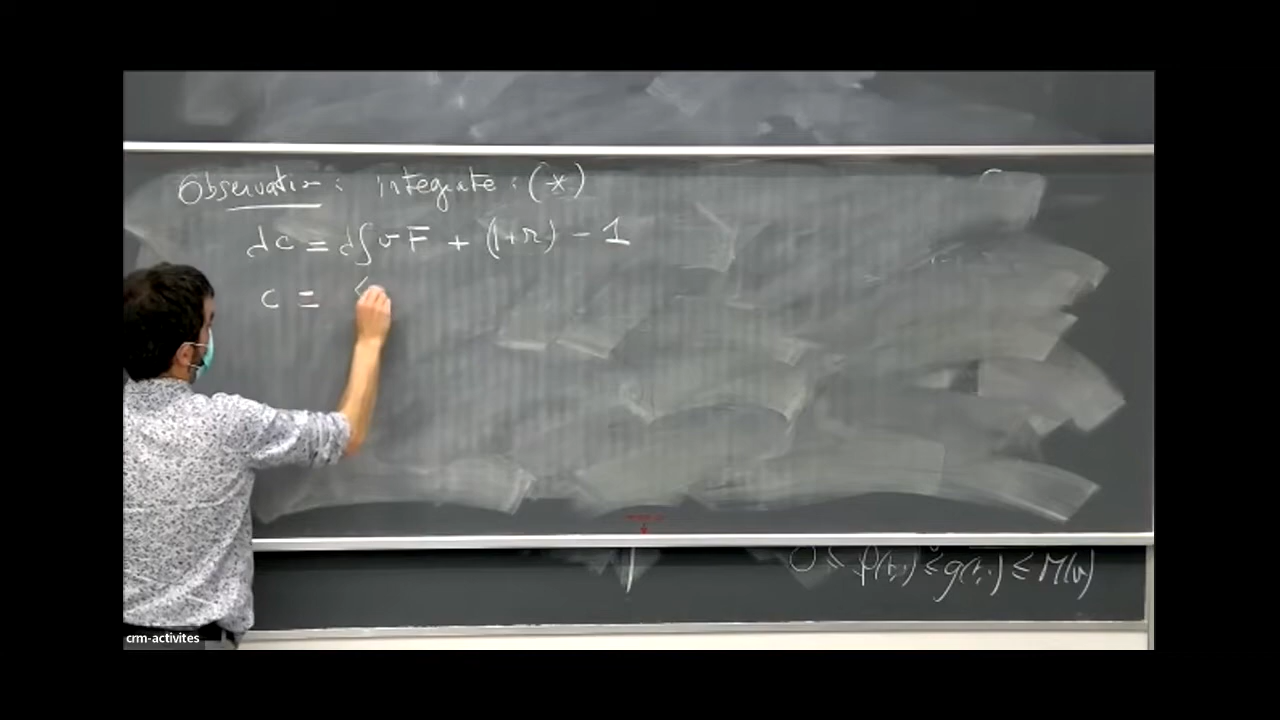 Observation: integrate: (*)
dc = d∫vF + (1+r) - 1
c =
0 ≤ f(t,·) ≤ g(t,·) ≤ M(v)
crm-activites